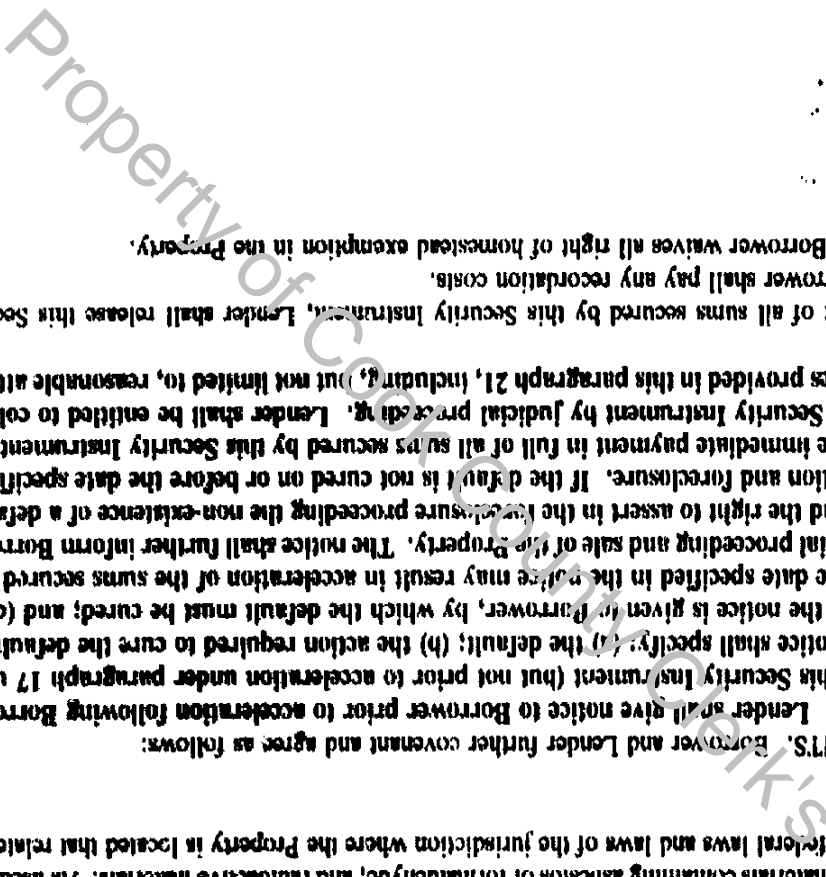 federal laws and laws of the jurisdiction where the Property is located that relate
TS. Borrower and Lender further covenant and agree as follows:
Lender shall give notice to Borrower prior to acceleration following Borro
this Security Instrument (but not prior to acceleration under paragraph 17 u
notice shall specify: (a) the default; (b) the action required to cure the defaul
the notice is given to Borrower, by which the default must be cured; and (d
e date specified in the notice may result in acceleration of the sums secured
ial proceeding and sale of the Property. The notice shall further inform Borro
nd the right to assert in the foreclosure proceeding the non-existence of a defa
tion and foreclosure. If the default is not cured on or before the date specifi
e immediate payment in full of all sums secured by this Security Instrument
Security Instrument by judicial proceeding. Lender shall be entitled to col
es provided in this paragraph 21, including, but not limited to, reasonable att
t of all sums secured by this Security Instrument, Lender shall release this Sec
rower shall pay any recordation costs.
Borrower waives all right of homestead exemption in the Property.
Property of Cook County Clerk's